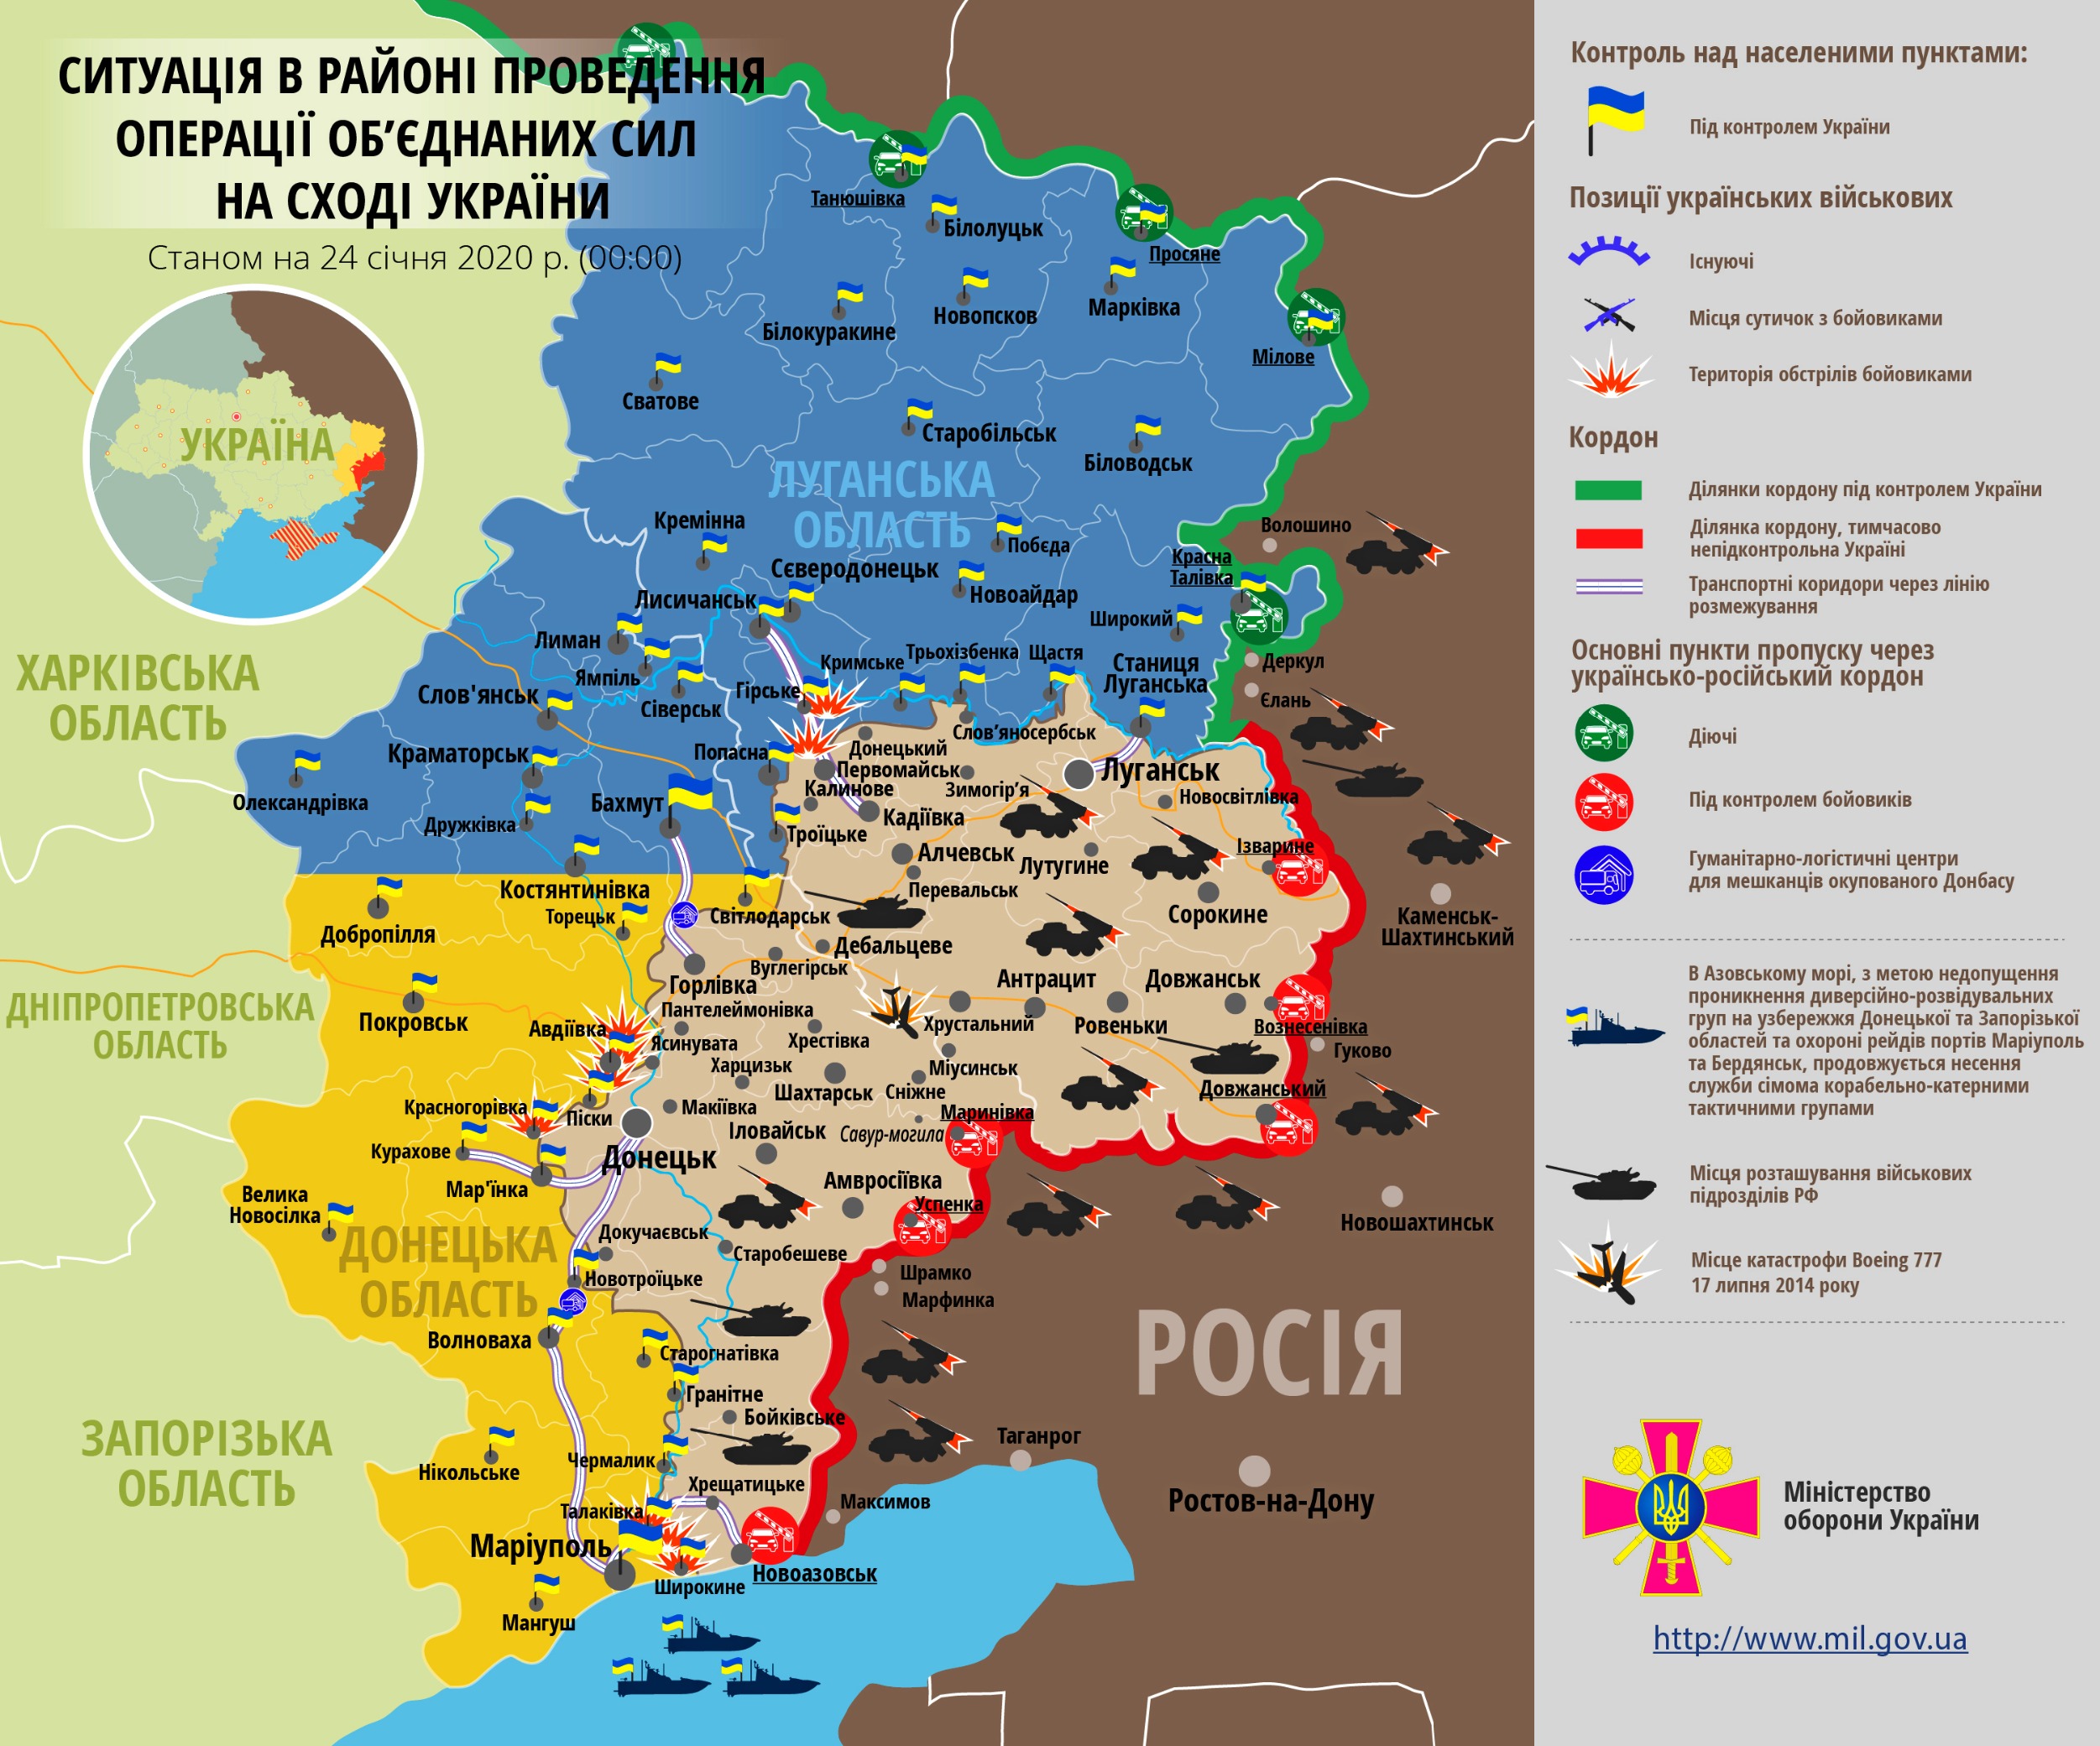 СИТУАЦІЯ В РАЙОНІ ПРОВЕДЕННЯ
ОПЕРАЦІЇ ОБ’ЄДНАНИХ СИЛ
НА СХОДІ УКРАЇНИ
Станом на 24 січня 2020 р. (00:00)
УКРАЇНА
ХАРКІВСЬКА
ОБЛАСТЬ
ДНІПРОПЕТРОВСЬКА
ОБЛАСТЬ
ЗАПОРІЗЬКА
ОБЛАСТЬ
ЛУГАНСЬКА
ОБЛАСТЬ
ДОНЕЦЬКА
ОБЛАСТЬ
РОСІЯ
Танюшівка
Білолуцьк
Просяне
Білокуракине
Новопсков
Марківка
Мілове
Сватове
Старобільськ
Біловодськ
Кремінна
Побєда
Волошино
Красна
Талівка
Сєверодонецьк
Новоайдар
Лисичанськ
Широкий
Лиман
Кримське
Трьохізбенка
Щастя
Станиця
Луганська
Деркул
Ямпіль
Слов'янськ
Сіверськ
Гірське
Єлань
Слов’яносербськ
Краматорськ
Попасна
Донецький
Первомайськ
Луганськ
Калинове
Зимогір’я
Новосвітлівка
Олександрівка
Бахмут
Дружківка
Кадіївка
Троїцьке
Ізварине
Алчевськ
Лутугине
Перевальськ
Костянтинівка
Торецьк
Світлодарськ
Сорокине
Каменськ-
Шахтинський
Добропілля
Дебальцеве
Вуглегірськ
Горлівка
Антрацит
Довжанськ
Пантелеймонівка
Покровськ
Авдіївка
Хрустальний
Ровеньки
Вознесенівка
Хрестівка
Ясинувата
Гуково
Харцизьк
Міусинськ
Шахтарськ
Сніжне
Довжанський
Красногорівка
Піски
Макіївка
Маринівка
Іловайськ
Савур-могила
Курахове
Донецьк
Мар'їнка
Амвросіївка
Велика
Новосілка
Успенка
Новошахтинськ
Докучаєвськ
Старобешеве
Новотроїцьке
Шрамко
Марфинка
Волноваха
Старогнатівка
Гранітне
Бойківське
Таганрог
Чермалик
Нікольське
Хрещатицьке
Ростов-на-Дону
Талаківка
Максимов
Маріуполь
Новоазовськ
Широкине
Мангуш
Контроль над населеними пунктами:
Під контролем України
Позиції українських військових
Існуючі
Місця сутичок з бойовиками
Територія обстрілів бойовиками
Кордон
Ділянки кордону під контролем України
Ділянка кордону, тимчасово
непідконтрольна Україні
Транспортні коридори через лінію
розмежування
Основні пункти пропуску через
українсько-російський кордон
Діючі
Під контролем бойовиків
Гуманітарно-логістичні центри
для мешканців окупованого Донбасу
В Азовському морі, з метою недопущення
проникнення диверсійно-розвідувальних
груп на узбережжя Донецької та Запорізької
областей та охороні рейдів портів Маріуполь
та Бердянськ, продовжується несення
служби сімома корабельно-катерними
тактичними групами
Місця розташування військових
підрозділів РФ
Місце катастрофи Boeing 777
17 липня 2014 року
Міністерство
оборони України
http://www.mil.gov.ua